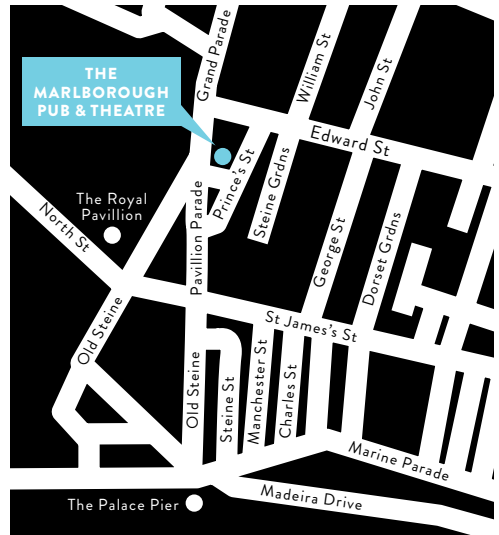 Grand Parade
William St
John St
THE
MARLBOROUGH
PUB & THEATRE
Edward St
Prince's St
Steine Grdns
The Royal
Pavilion
North St
Pavillion Parade
George St
Dorset Grdns
Old Steine
St James's St
Old Steine
Steine St
Manchester St
Charles St
Marine Parade
The Palace Pier
Madeira Drive